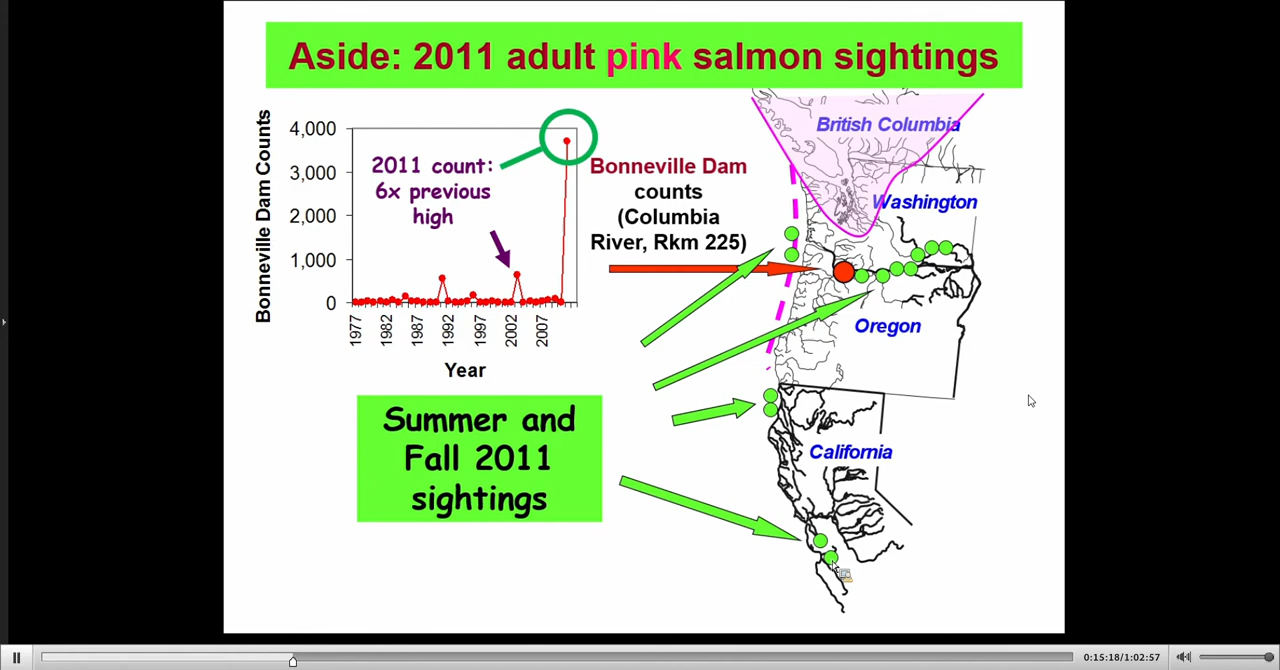 Aside: 2011 adult pink salmon sightings
Bonneville Dam Counts
4,000
3,000
2,000
1,000
0
1977
1982
1987
1992
1997
2002
2007
Year
2011 count:
6x previous
high
Bonneville Dam
counts
(Columbia
River, Rkm 225)
British Columbia
Washington
Oregon
California
Summer and
Fall 2011
sightings
0:15:18/1:02:57